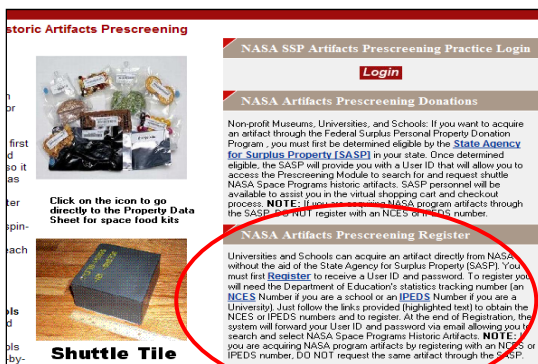 storic Artifacts Prescreening
or
first
d
so it
as
ter
spin-
each
ols
d
ols
-by-
Click on the icon to go
directly to the Property Data
Sheet for space food kits
Shuttle Tile
NASA SSP Artifacts Prescreening Practice Login
Login
NASA Artifacts Prescreening Donations
Non-profit Museums, Universities, and Schools: If you want to acquire
an artifact through the Federal Surplus Personal Property Donation
Program , you must first be determined eligible by the State Agency
for Surplus Property [SASP] in your state. Once determined
eligible, the SASP will provide you with a User ID that will allow you to
access the Prescreening Module to search for and request shuttle
NASA Space Programs historic artifacts. SASP personnel will be
available to assist you in the virtual shopping cart and checkout
process. NOTE: If you are acquiring NASA program artifacts through
the SASP, DO NOT register with an NCES or IPEDS number.
NASA Artifacts Prescreening Register
Universities and Schools can acquire an artifact directly from NASA
without the aid of the State Agency for Surplus Property (SASP). You
must first Register to receive a User ID and password. To register you
will need the Department of Education's statistics tracking number [an
NCES Number if you are a school or an IPEDS Number if you are a
University]. Just follow the links provided (highlighted text) to obtain the
NCES or IPEDS numbers and to register. At the end of Registration, the
system will forward your User ID and password via email allowing you to
search and select NASA Space Programs Historic Artifacts. NOTE: If
you are acquiring NASA program artifacts by registering with an NCES or
IPEDS number, DO NOT request the same artifact through the SASP.